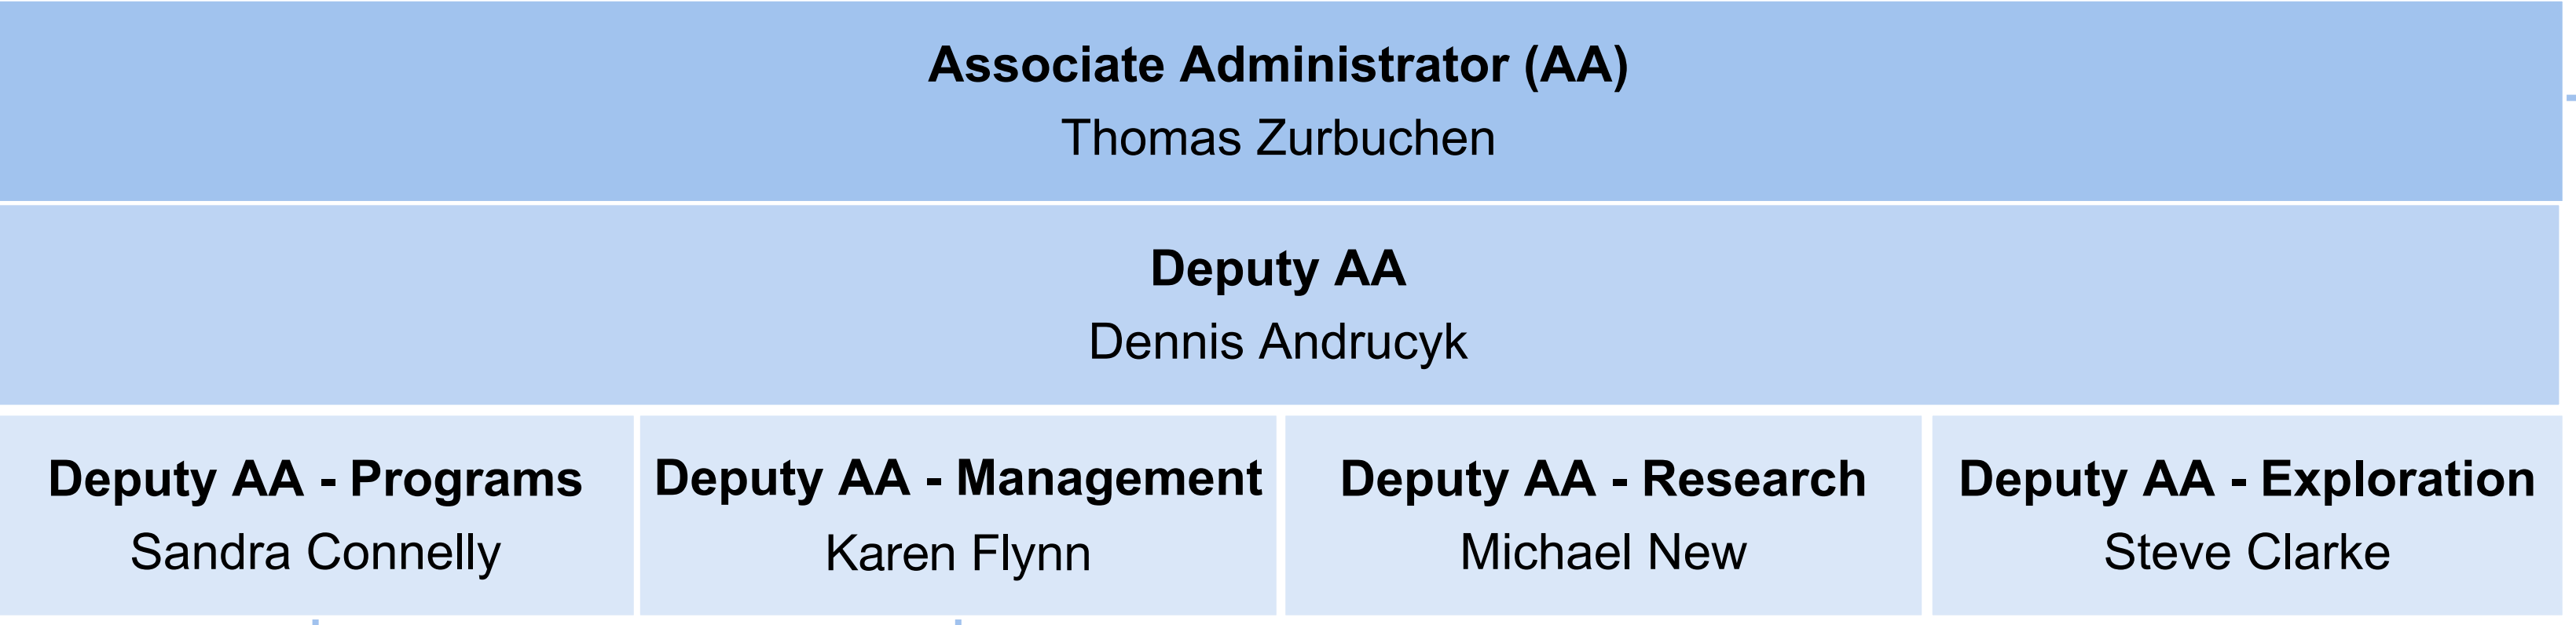 Associate Administrator (AA)
Thomas Zurbuchen
Deputy AA
Dennis Andrucyk
Deputy AA - Programs
Sandra Connelly
Deputy AA - Management
Karen Flynn
Deputy AA - Research
Michael New
Deputy AA - Exploration
Steve Clarke